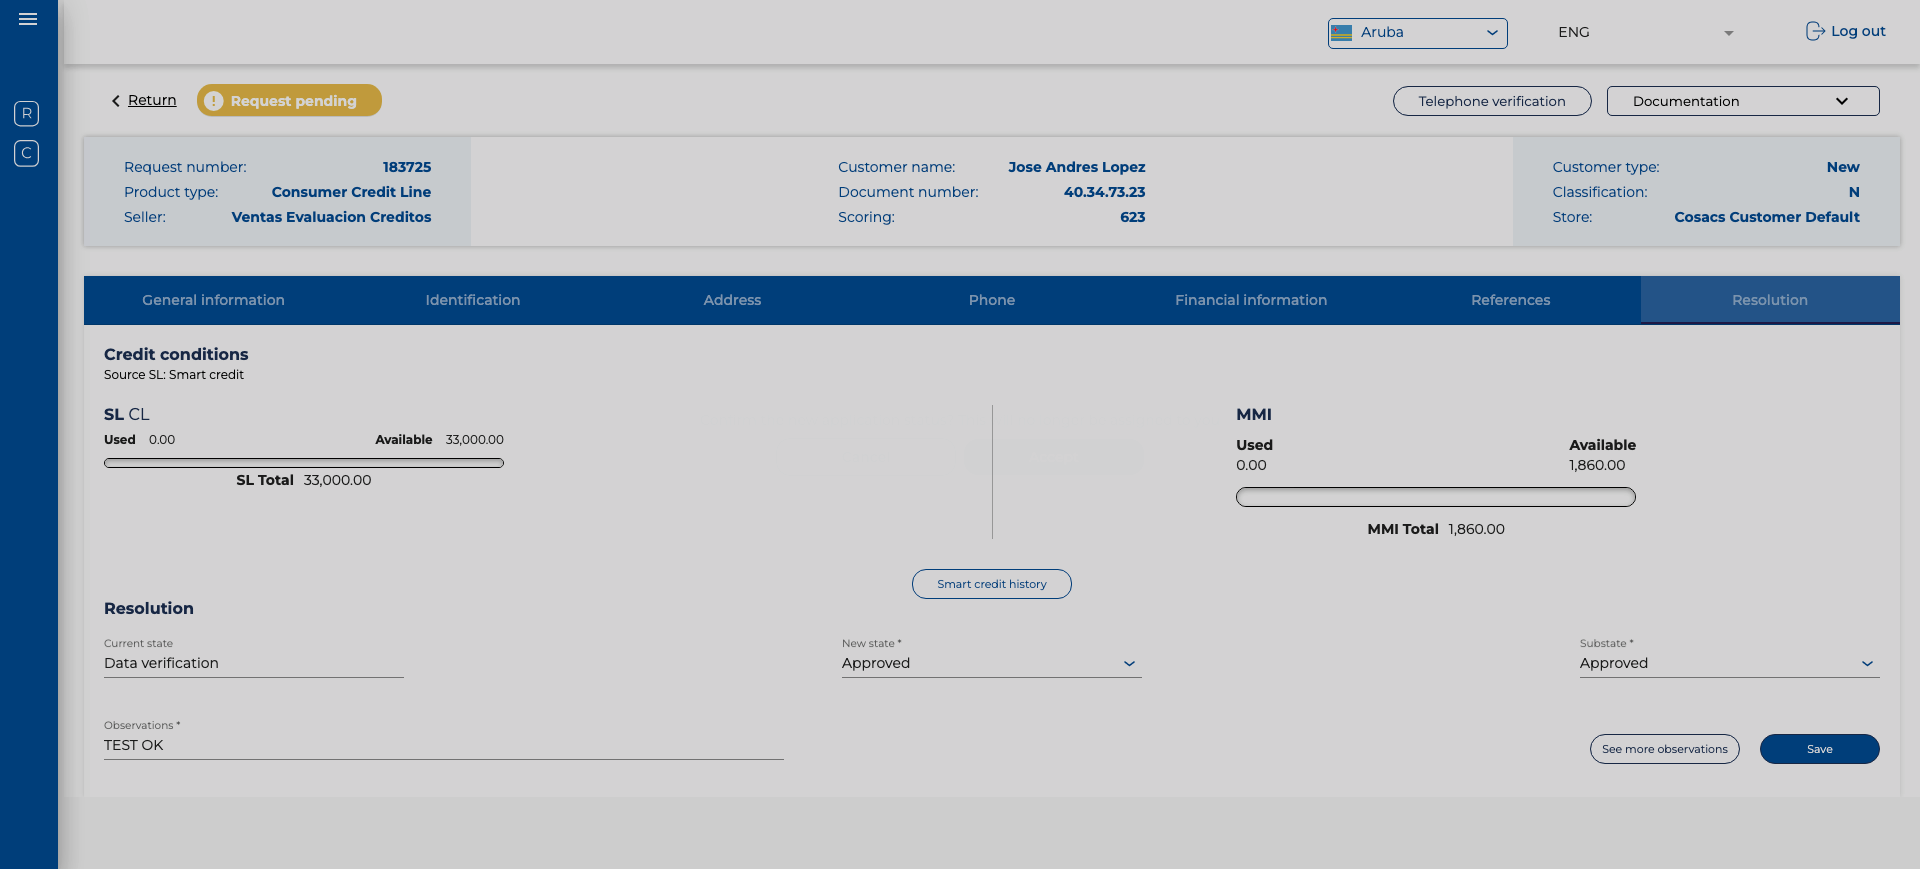 Aruba
ENG
Log out
R
C
Return
! Request pending
Telephone verification
Documentation
Request number: 183725
Product type: Consumer Credit Line
Seller: Ventas Evaluacion Creditos
Customer name: Jose Andres Lopez
Document number: 40.34.73.23
Scoring: 623
Customer type: New
Classification: N
Store: Cosacs Customer Default
General information
Identification
Address
Phone
Financial information
References
Resolution
Credit conditions
Source SL: Smart credit
SL CL
Used 0.00 Available 33,000.00
SL Total 33,000.00
MMI
Used Available
0.00 1,860.00
MMI Total 1,860.00
Smart credit history
Resolution
Current state
Data verification
New state *
Approved
Substate *
Approved
Observations *
TEST OK
See more observations
Save